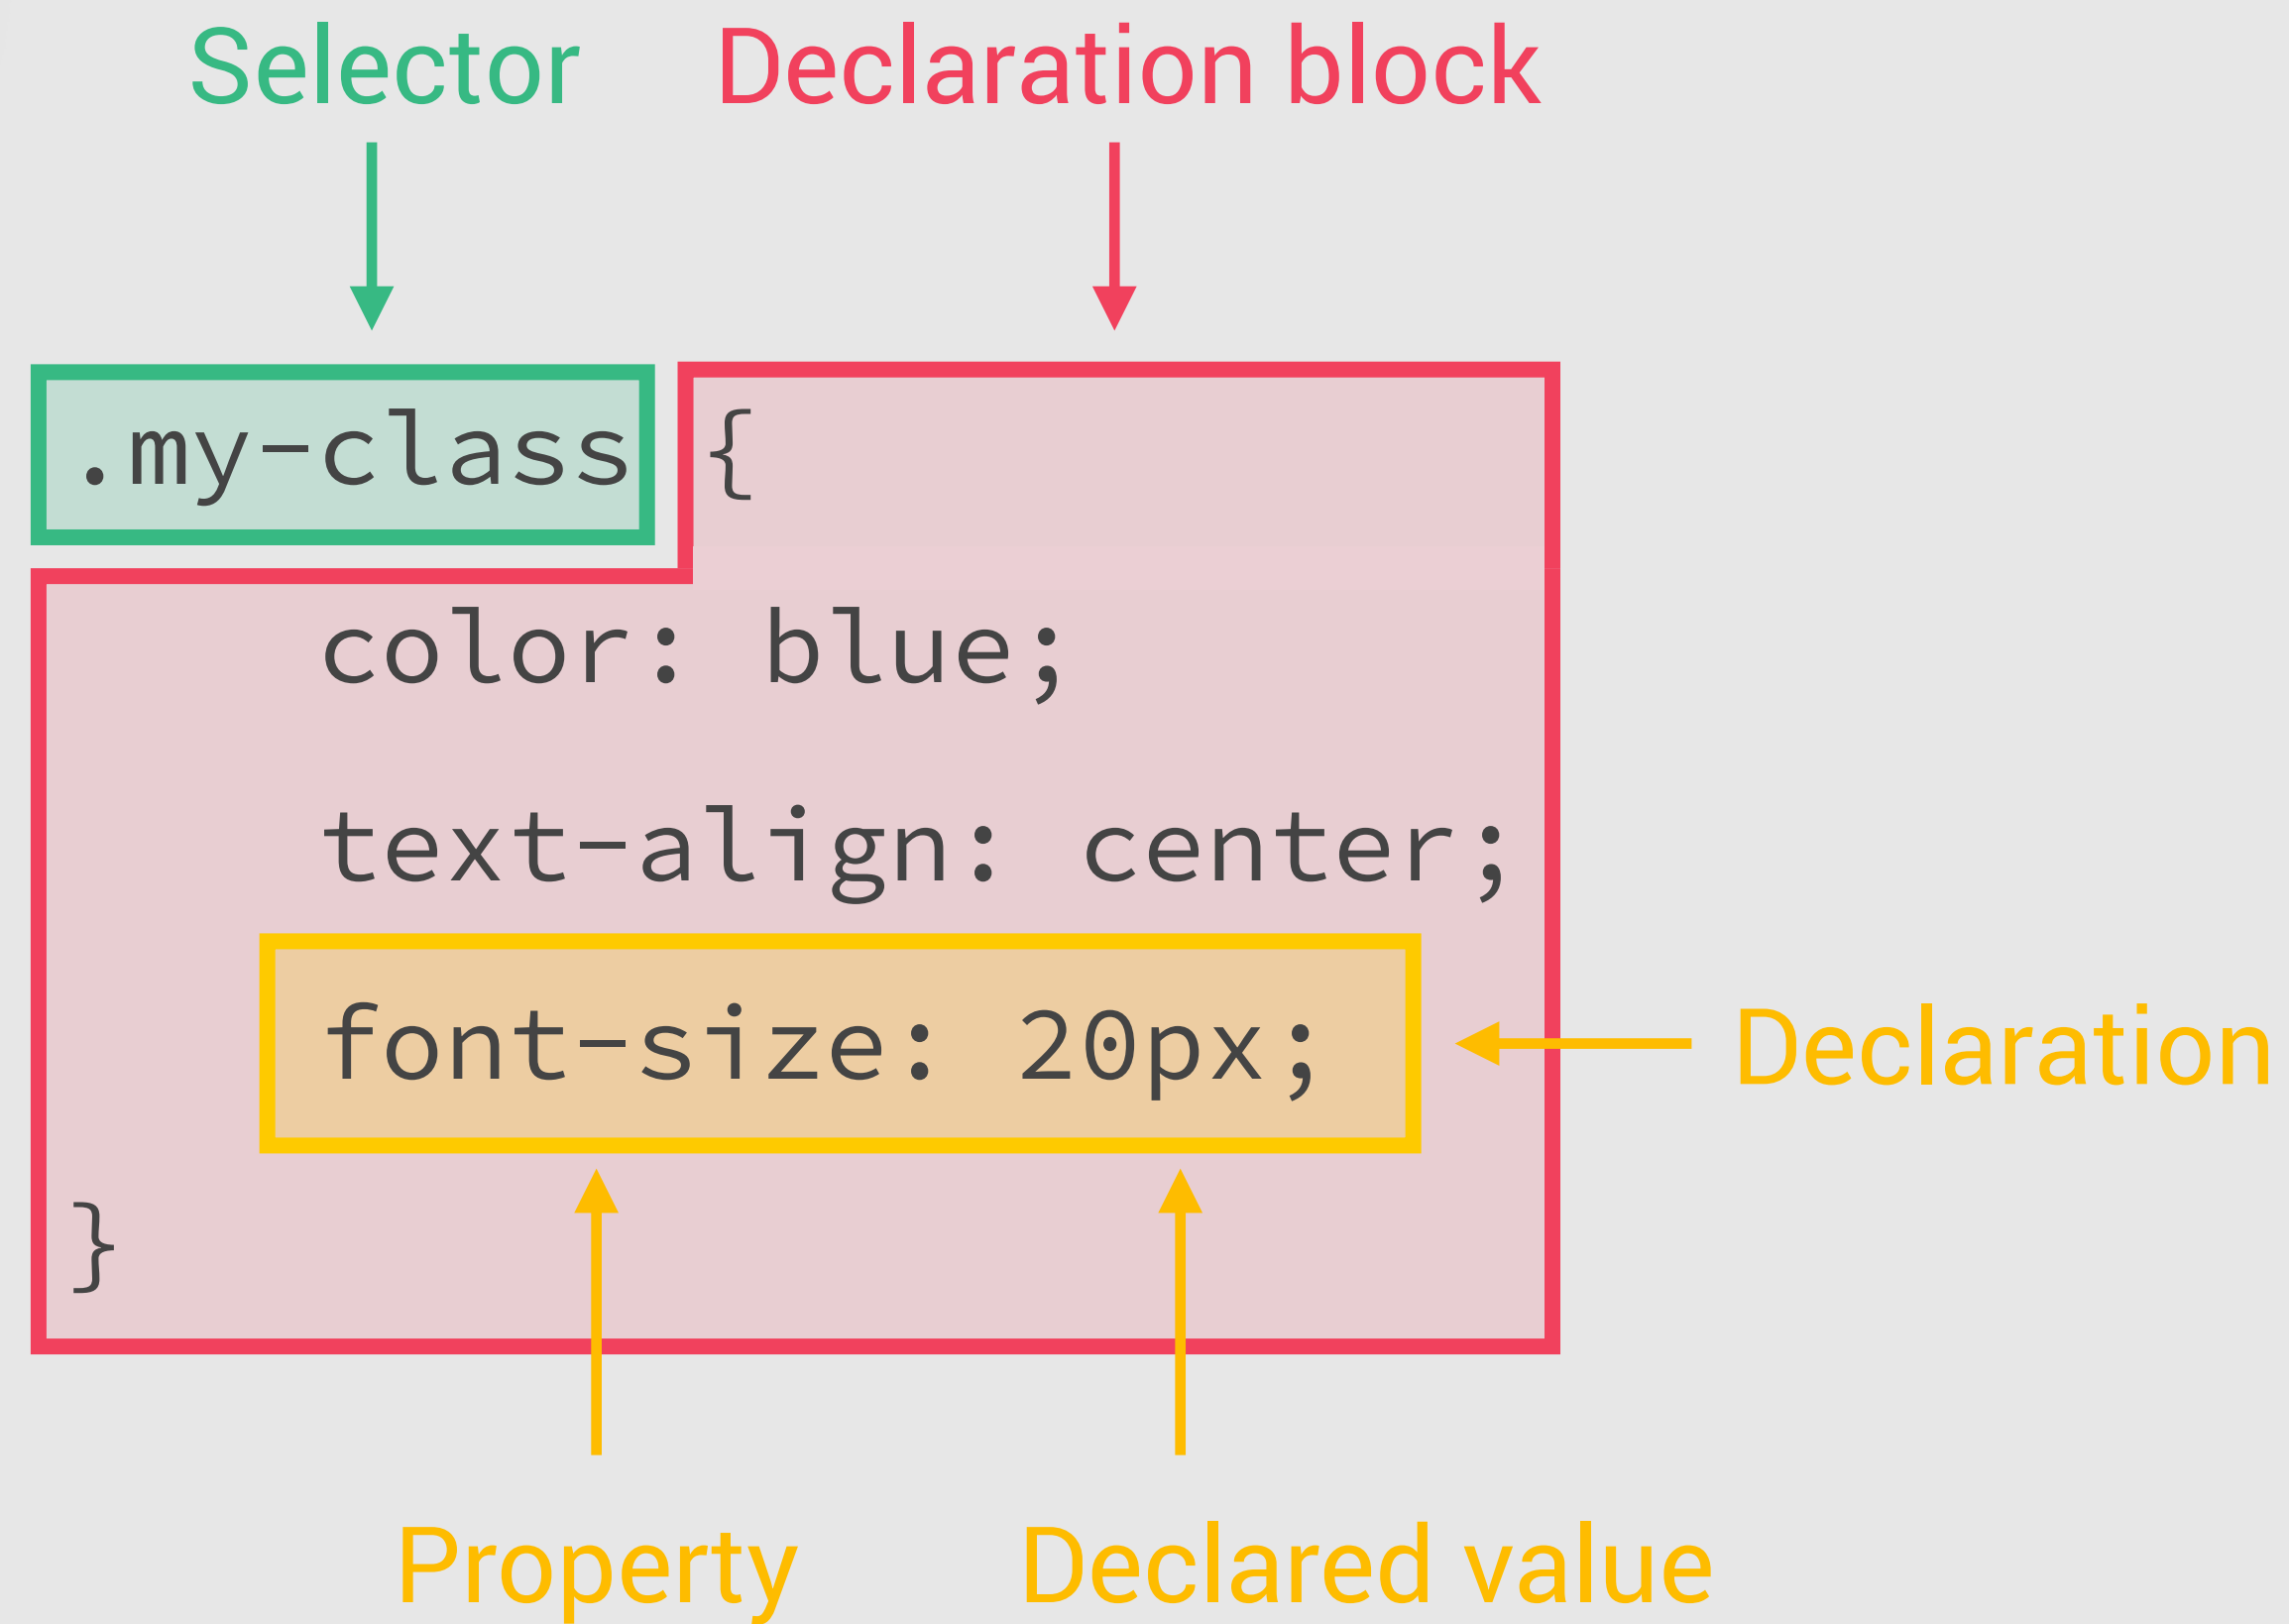 Selector
Declaration block
.my-class {
color: blue;
text-align: center;
font-size: 20px;
Declaration
}
Property
Declared value